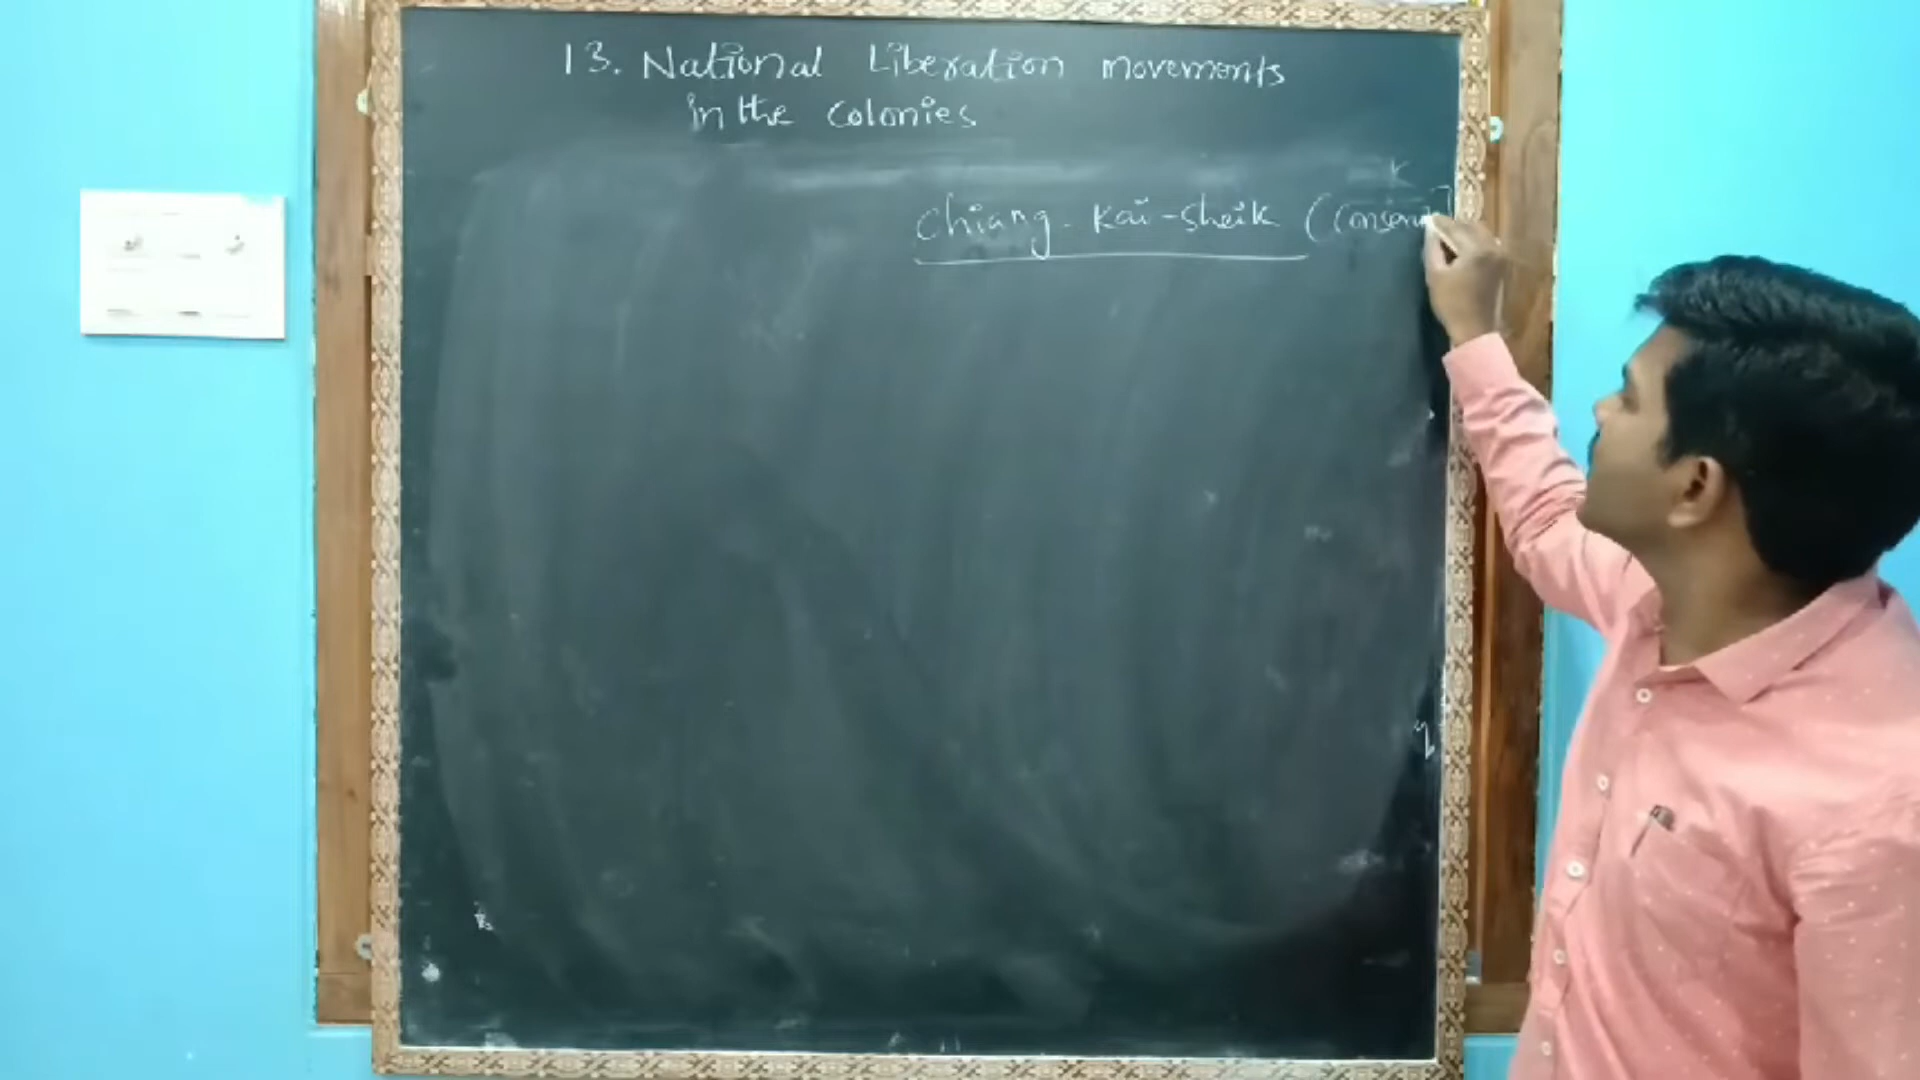 13. National Liberation movements
in the colonies
Chiang-Kai-Sheik